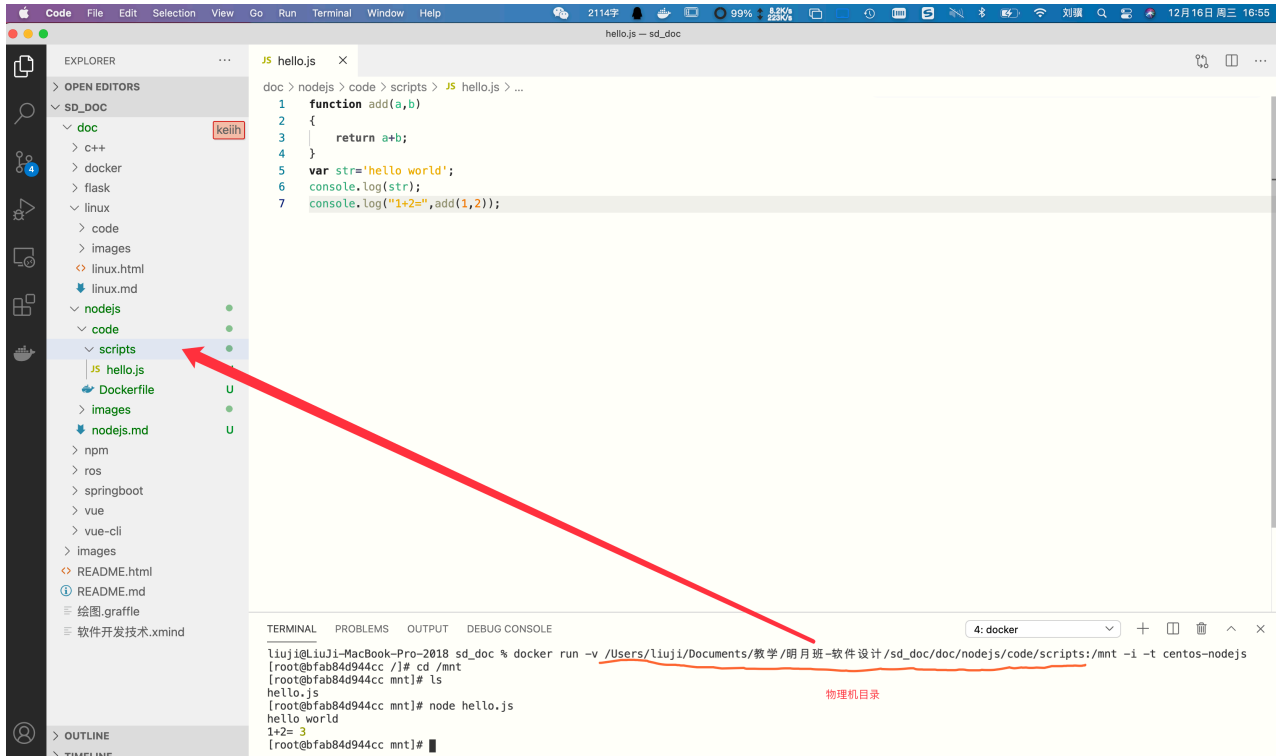 Code File Edit Selection View Go Run Terminal Window Help 2114字 99% 8.2K/s 223K/s 刘骥 12月16日 周三 16:55
hello.js — sd_doc
EXPLORER
OPEN EDITORS
SD_DOC
doc
keiih
c++
docker
flask
linux
code
images
linux.html
linux.md
nodejs
code
scripts
JS hello.js
Dockerfile U
images
nodejs.md U
npm
ros
springboot
vue
vue-cli
images
README.html
README.md
绘图.graffle
软件开发技术.xmind
OUTLINE
TIMELINE
4
JS hello.js
doc > nodejs > code > scripts > JS hello.js > ...
1 function add(a,b)
2 {
3 return a+b;
4 }
5 var str='hello world';
6 console.log(str);
7 console.log("1+2=",add(1,2));
TERMINAL PROBLEMS OUTPUT DEBUG CONSOLE 4: docker
liuji@LiuJi-MacBook-Pro-2018 sd_doc % docker run -v /Users/liuji/Documents/教学/明月班-软件设计/sd_doc/doc/nodejs/code/scripts:/mnt -i -t centos-nodejs
[root@bfab84d944cc /]# cd /mnt
[root@bfab84d944cc mnt]# ls
hello.js
[root@bfab84d944cc mnt]# node hello.js
hello world
1+2= 3
[root@bfab84d944cc mnt]#
物理机目录